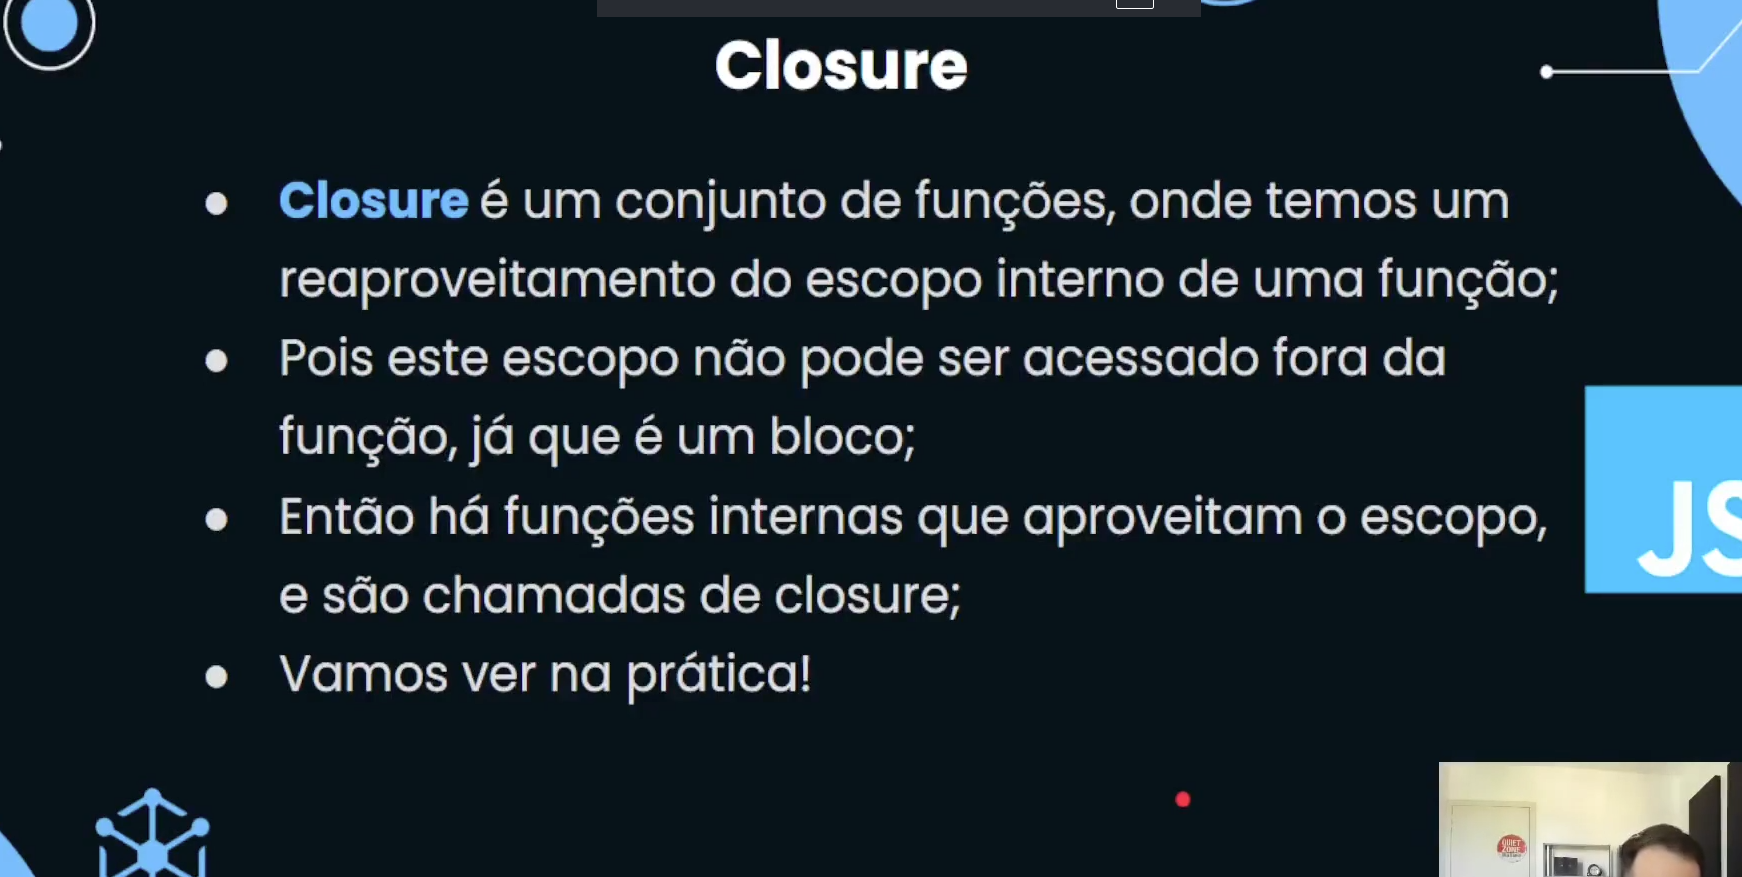 Closure
● Closure é um conjunto de funções, onde temos um
reaproveitamento do escopo interno de uma função;
● Pois este escopo não pode ser acessado fora da
função, já que é um bloco;
● Então há funções internas que aproveitam o escopo,
e são chamadas de closure;
● Vamos ver na prática!
JS
QUIET
ZONE